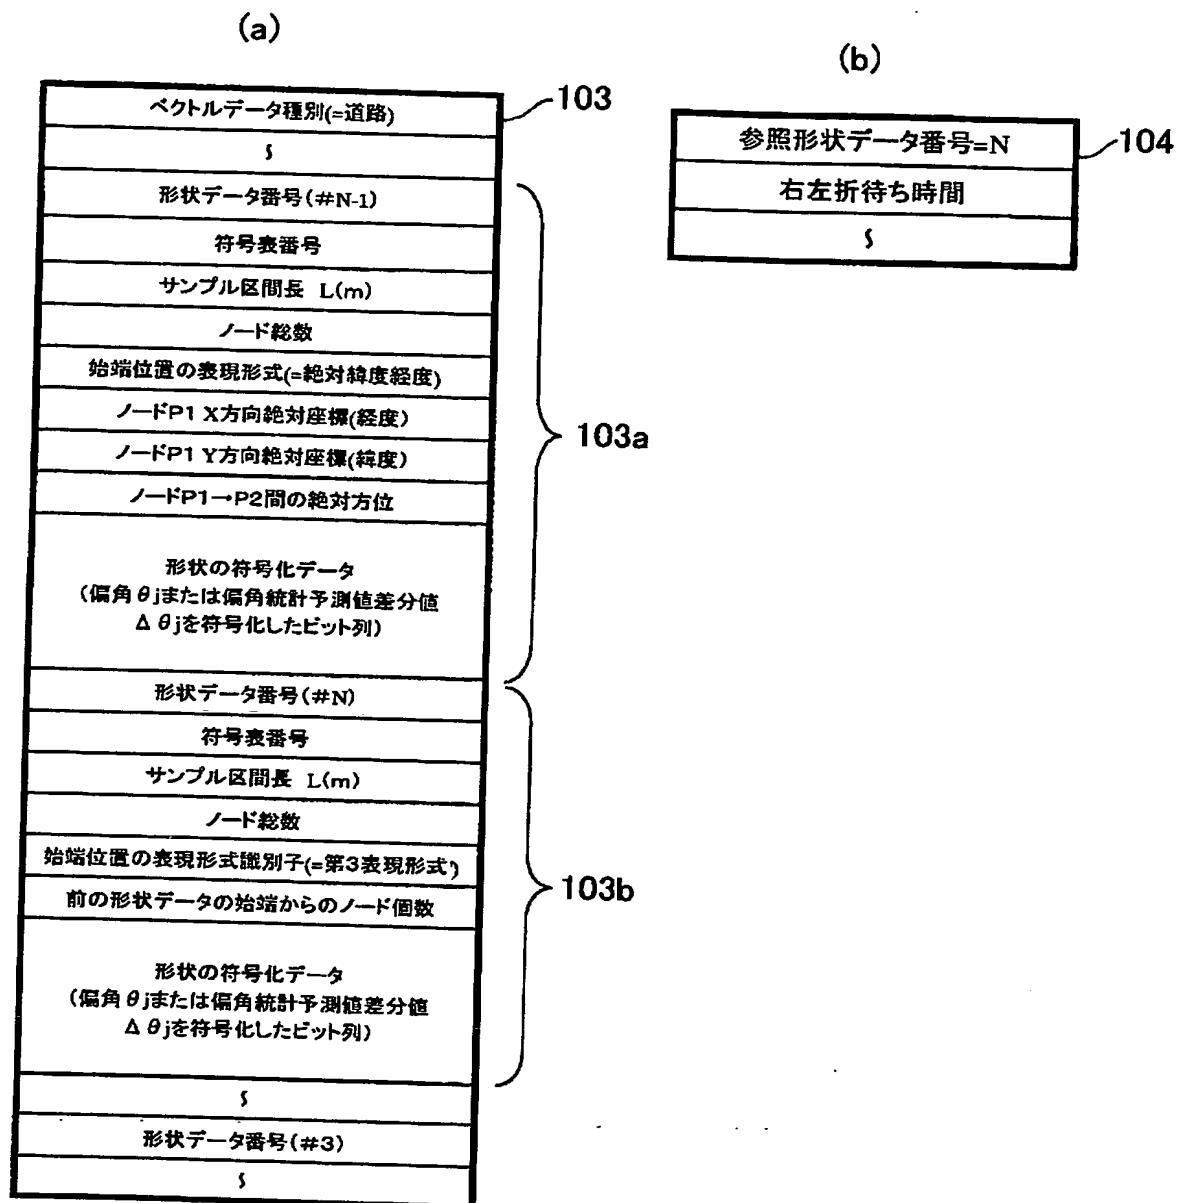 (a)
ベクトルデータ種別(=道路)
103
∫
形状データ番号(#N-1)
符号表番号
サンプル区間長 L(m)
ノード総数
始端位置の表現形式(=絶対緯度経度)
ノードP1 X方向絶対座標(経度)
ノードP1 Y方向絶対座標(緯度)
ノードP1→P2間の絶対方位
形状の符号化データ
(偏角θjまたは偏角統計予測値差分値
Δθjを符号化したビット列)
103a
形状データ番号(#N)
符号表番号
サンプル区間長 L(m)
ノード総数
始端位置の表現形式識別子(=第3表現形式)
前の形状データの始端からのノード個数
形状の符号化データ
(偏角θjまたは偏角統計予測値差分値
Δθjを符号化したビット列)
103b
∫
形状データ番号(#3)
∫
(b)
参照形状データ番号=N
104
右左折待ち時間
∫